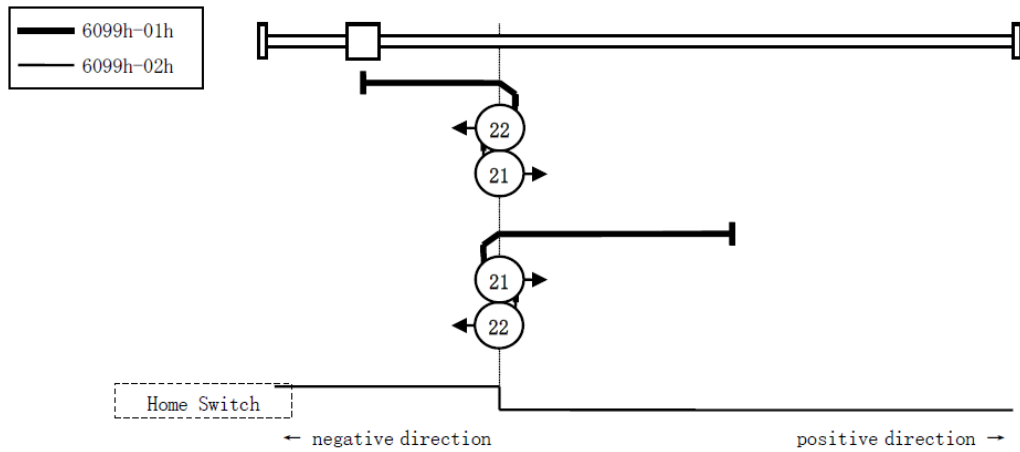 6099h-01h
6099h-02h
22
21
21
22
Home Switch
← negative direction
positive direction →